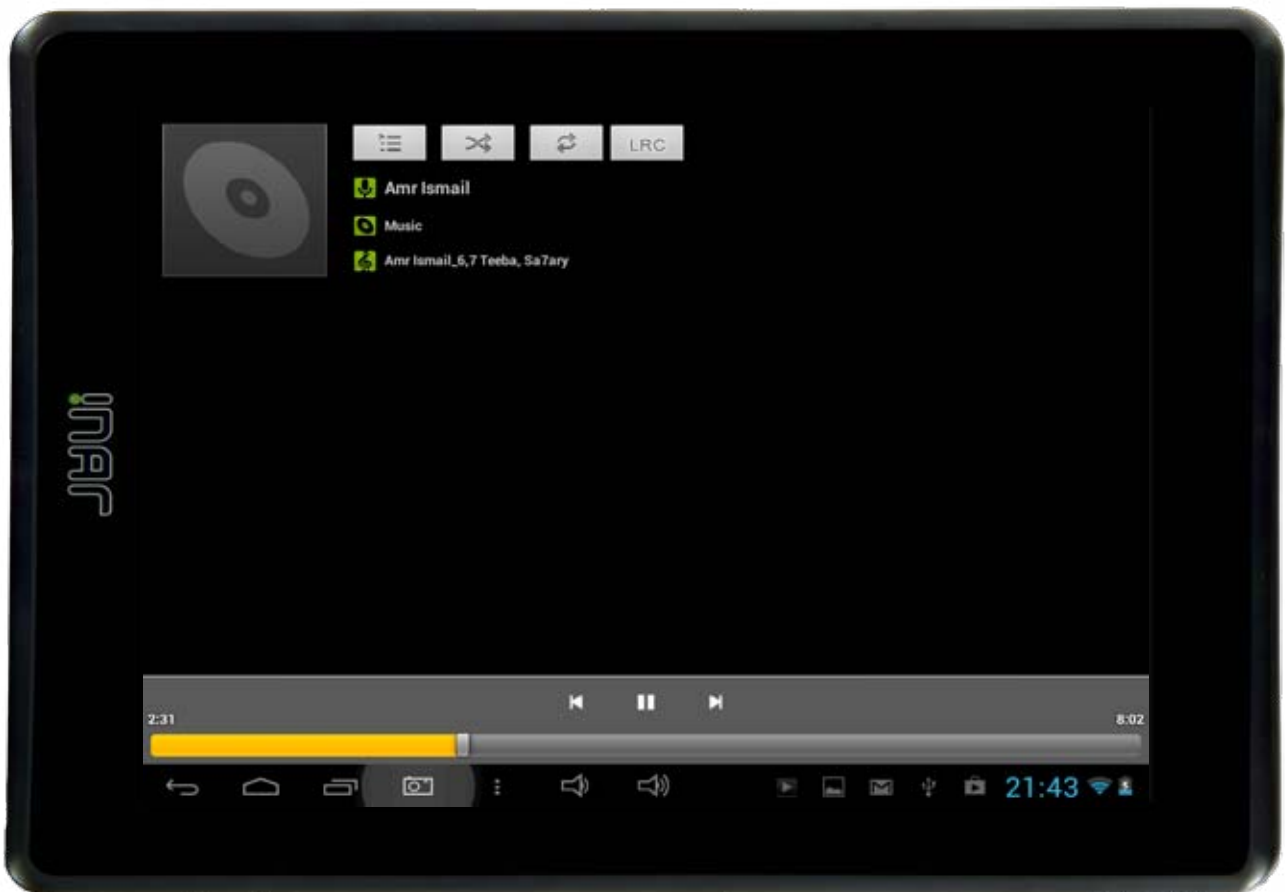 LRC
Amr Ismail
Music
Amr Ismail_6,7 Teeba, Sa7ary
inar
2:31
8:02
21:43